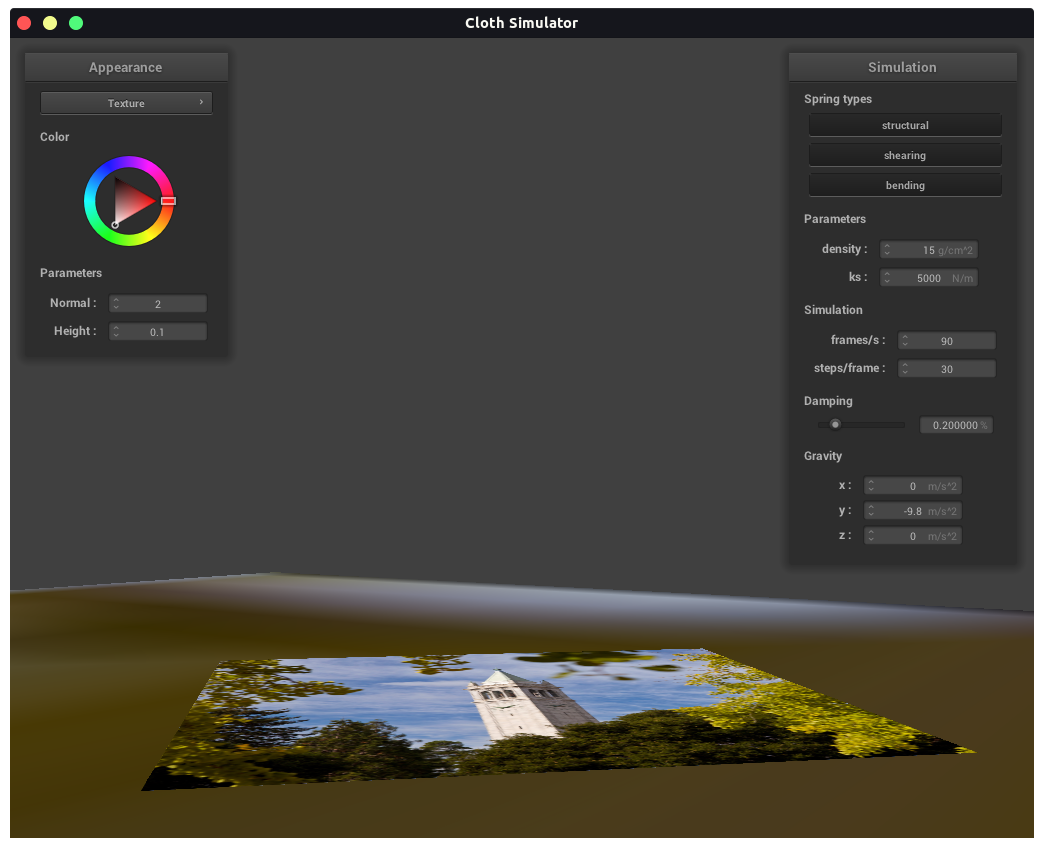 Cloth Simulator
Appearance
Texture ›
Color
Parameters
Normal : 2
Height : 0.1
Simulation
Spring types
structural
shearing
bending
Parameters
density : 15 g/cm^2
ks : 5000 N/m
Simulation
frames/s : 90
steps/frame : 30
Damping
0.200000 %
Gravity
x : 0 m/s^2
y : -9.8 m/s^2
z : 0 m/s^2